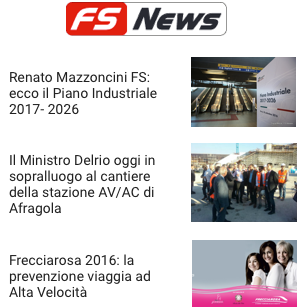 FS News
Renato Mazzoncini FS:
ecco il Piano Industriale
2017- 2026
Il Ministro Delrio oggi in
sopralluogo al cantiere
della stazione AV/AC di
Afragola
Frecciarosa 2016: la
prevenzione viaggia ad
Alta Velocità